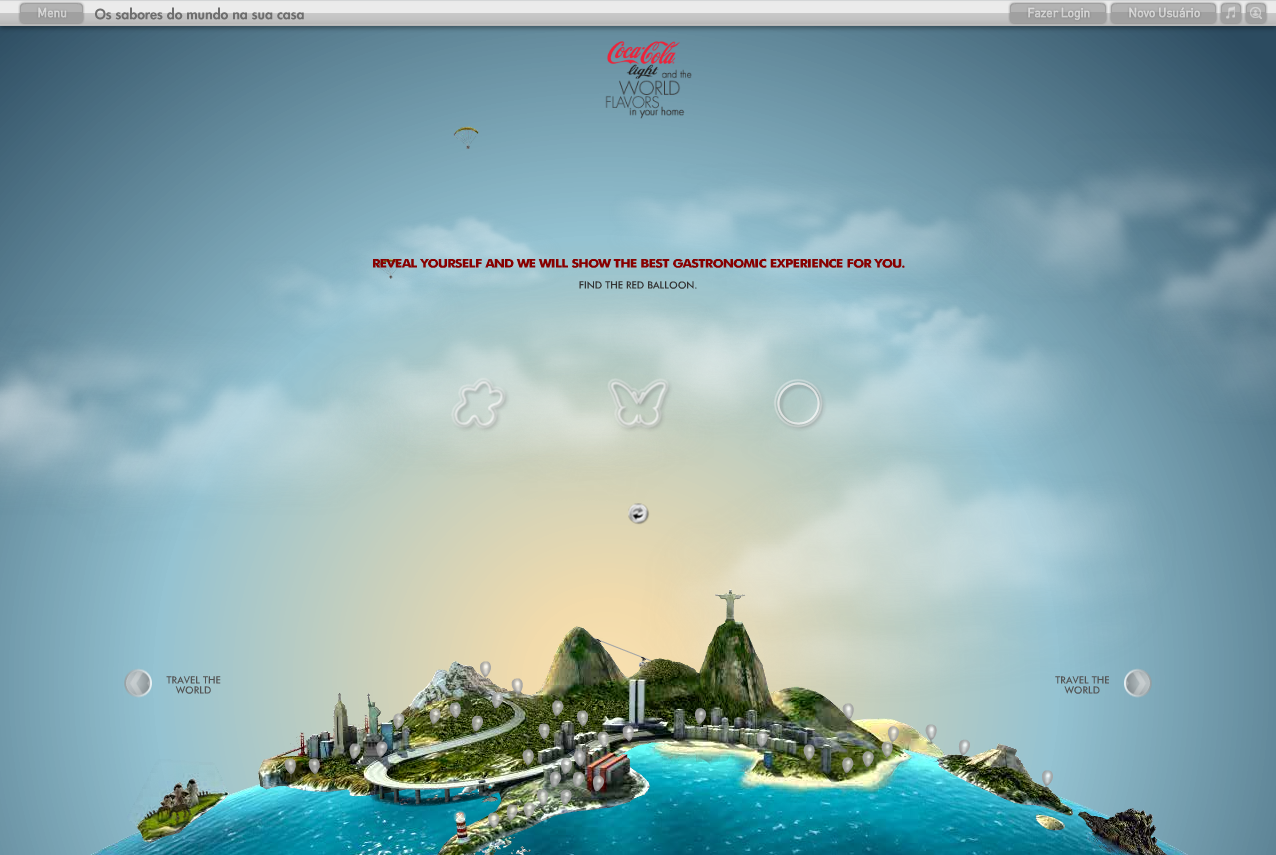 Menu
Os sabores do mundo na sua casa
Fazer Login
Novo Usuário
Coca-Cola
light and the
WORLD
FLAVORS
in your home
REVEAL YOURSELF AND WE WILL SHOW THE BEST GASTRONOMIC EXPERIENCE FOR YOU.
FIND THE RED BALLOON.
TRAVEL THE
WORLD
TRAVEL THE
WORLD